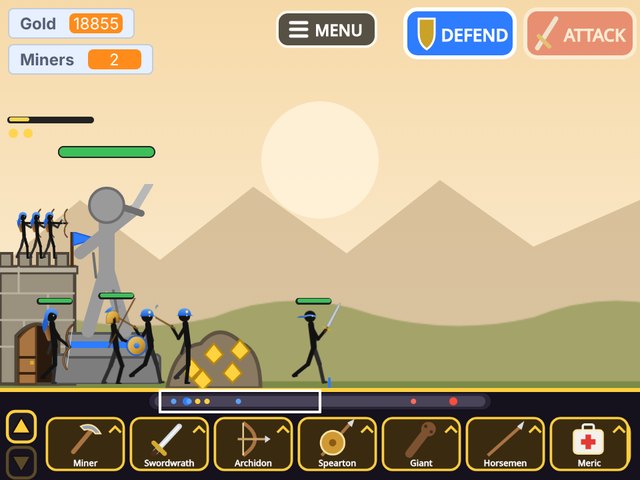 Gold 18855
Miners 2
MENU
DEFEND
ATTACK
Miner
Swordwrath
Archidon
Spearton
Giant
Horsemen
Meric